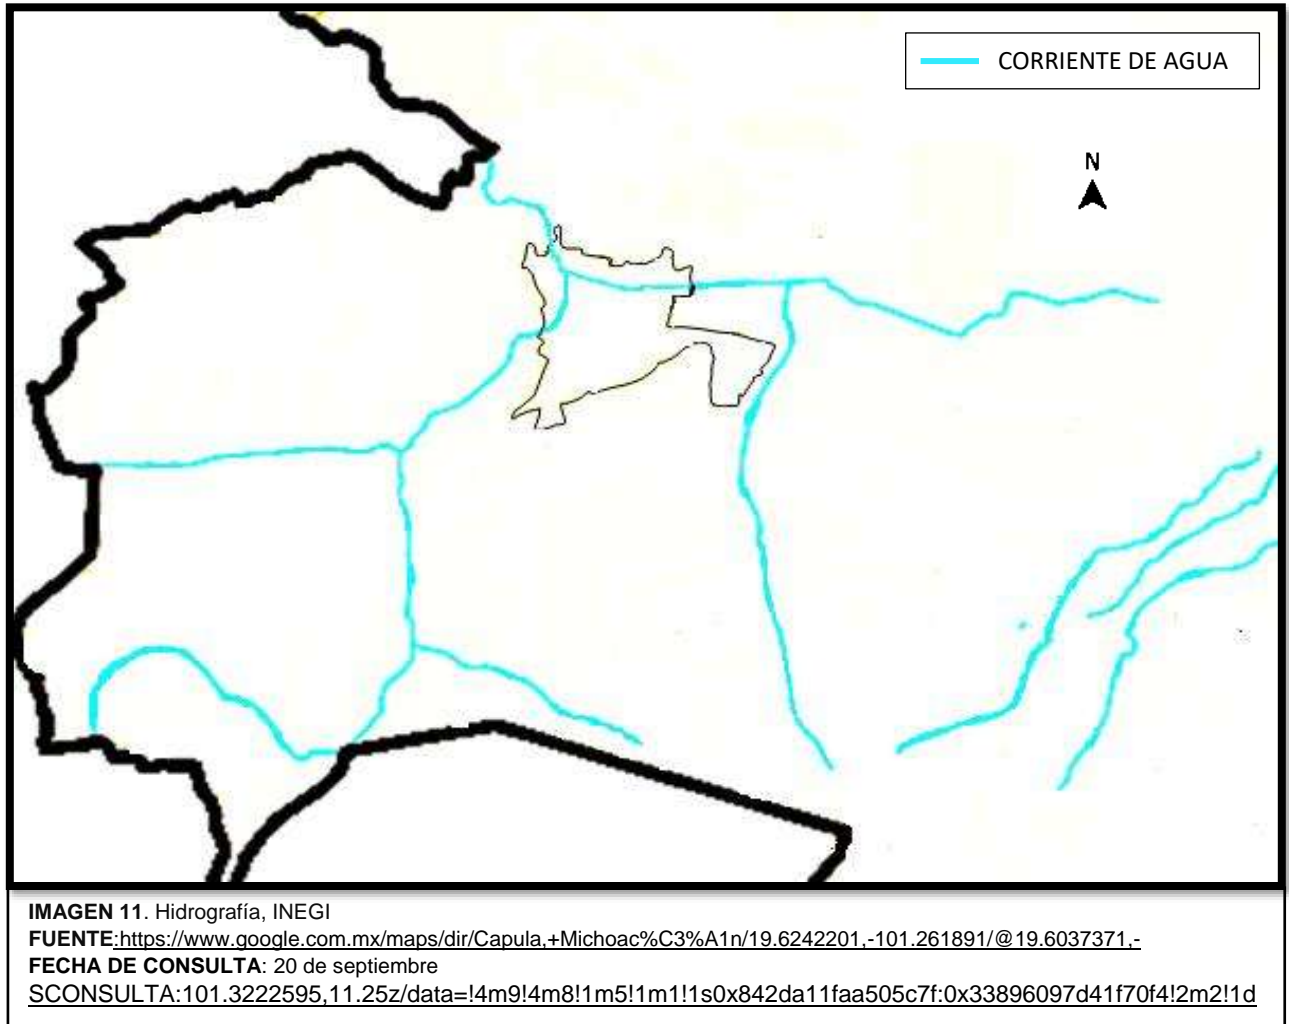 CORRIENTE DE AGUA
N
IMAGEN 11. Hidrografía, INEGI
FUENTE:https://www.google.com.mx/maps/dir/Capula,+Michoac%C3%A1n/19.6242201,-101.261891/@19.6037371,-
FECHA DE CONSULTA: 20 de septiembre
SCONSULTA:101.3222595,11.25z/data=!4m9!4m8!1m5!1m1!1s0x842da11faa505c7f:0x33896097d41f70f4!2m2!1d